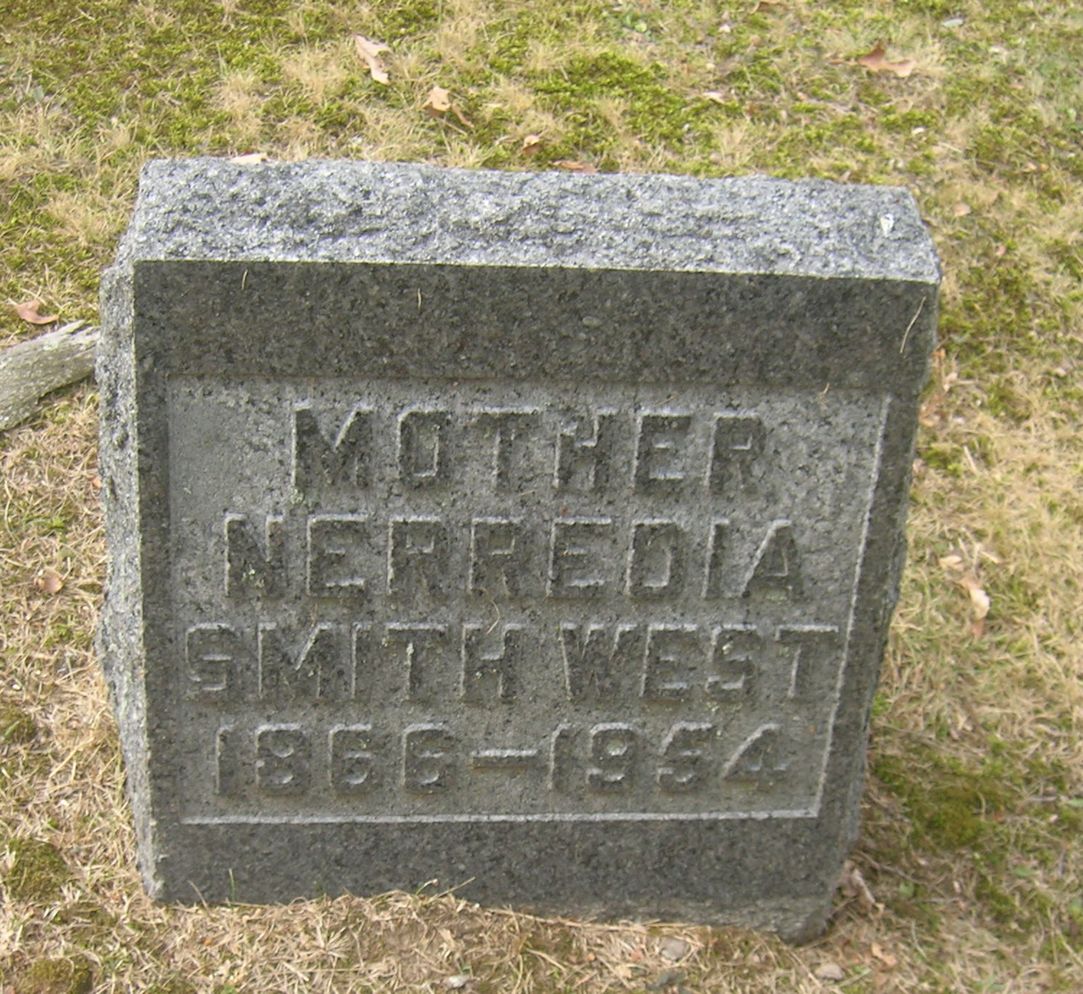 MOTHER
NERREDIA
SMITH WEST
1866-1954